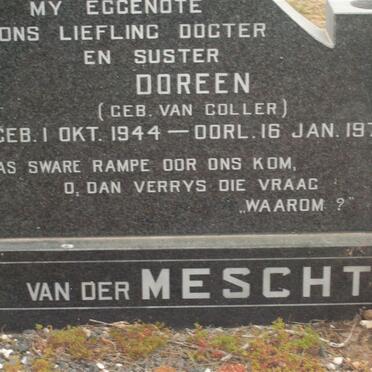 MY EGGENOTE
ONS LIEFLING DOGTER
EN SUSTER
DOREEN
(GEB. VAN COLLER)
GEB. 1 OKT. 1944 — OORL. 16 JAN. 197
AS SWARE RAMPE OOR ONS KOM,
O, DAN VERRYS DIE VRAAG
„WAAROM ?"
VAN DER MESCHT